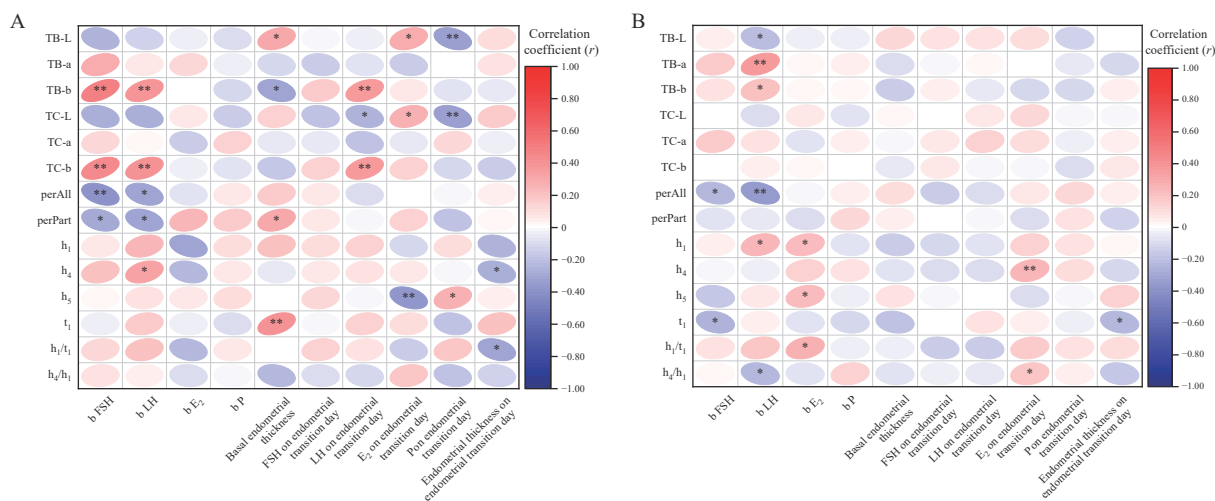 A
Correlation
coefficient (r)
TB-L * * **
TB-a
TB-b ** ** * **
TC-L * * **
TC-a
TC-b ** ** **
perAll ** *
perPart * * *
h1
h4 * *
h5 ** *
t1 **
h1/t1 *
h4/h1
1.00
0.80
0.60
0.40
0.20
0
−0.20
−0.40
−0.60
−0.80
−1.00
b FSH
b LH
b E2
b P
Basal endometrial
thickness
FSH on endometrial
transition day
LH on endometrial
transition day
E2 on endometrial
transition day
Pon endometrial
transition day
Endometrial thickness on
endometrial transition day
B
Correlation
coefficient (r)
TB-L *
TB-a **
TB-b *
TC-L
TC-a
TC-b
perAll * **
perPart
h1 * *
h4 **
h5 *
t1 * *
h1/t1 *
h4/h1 * *
1.00
0.80
0.60
0.40
0.20
0
−0.20
−0.40
−0.60
−0.80
−1.00
b FSH
b LH
b E2
b P
Basal endometrial
thickness
FSH on endometrial
transition day
LH on endometrial
transition day
E2 on endometrial
transition day
Pon endometrial
transition day
Endometrial thickness on
endometrial transition day